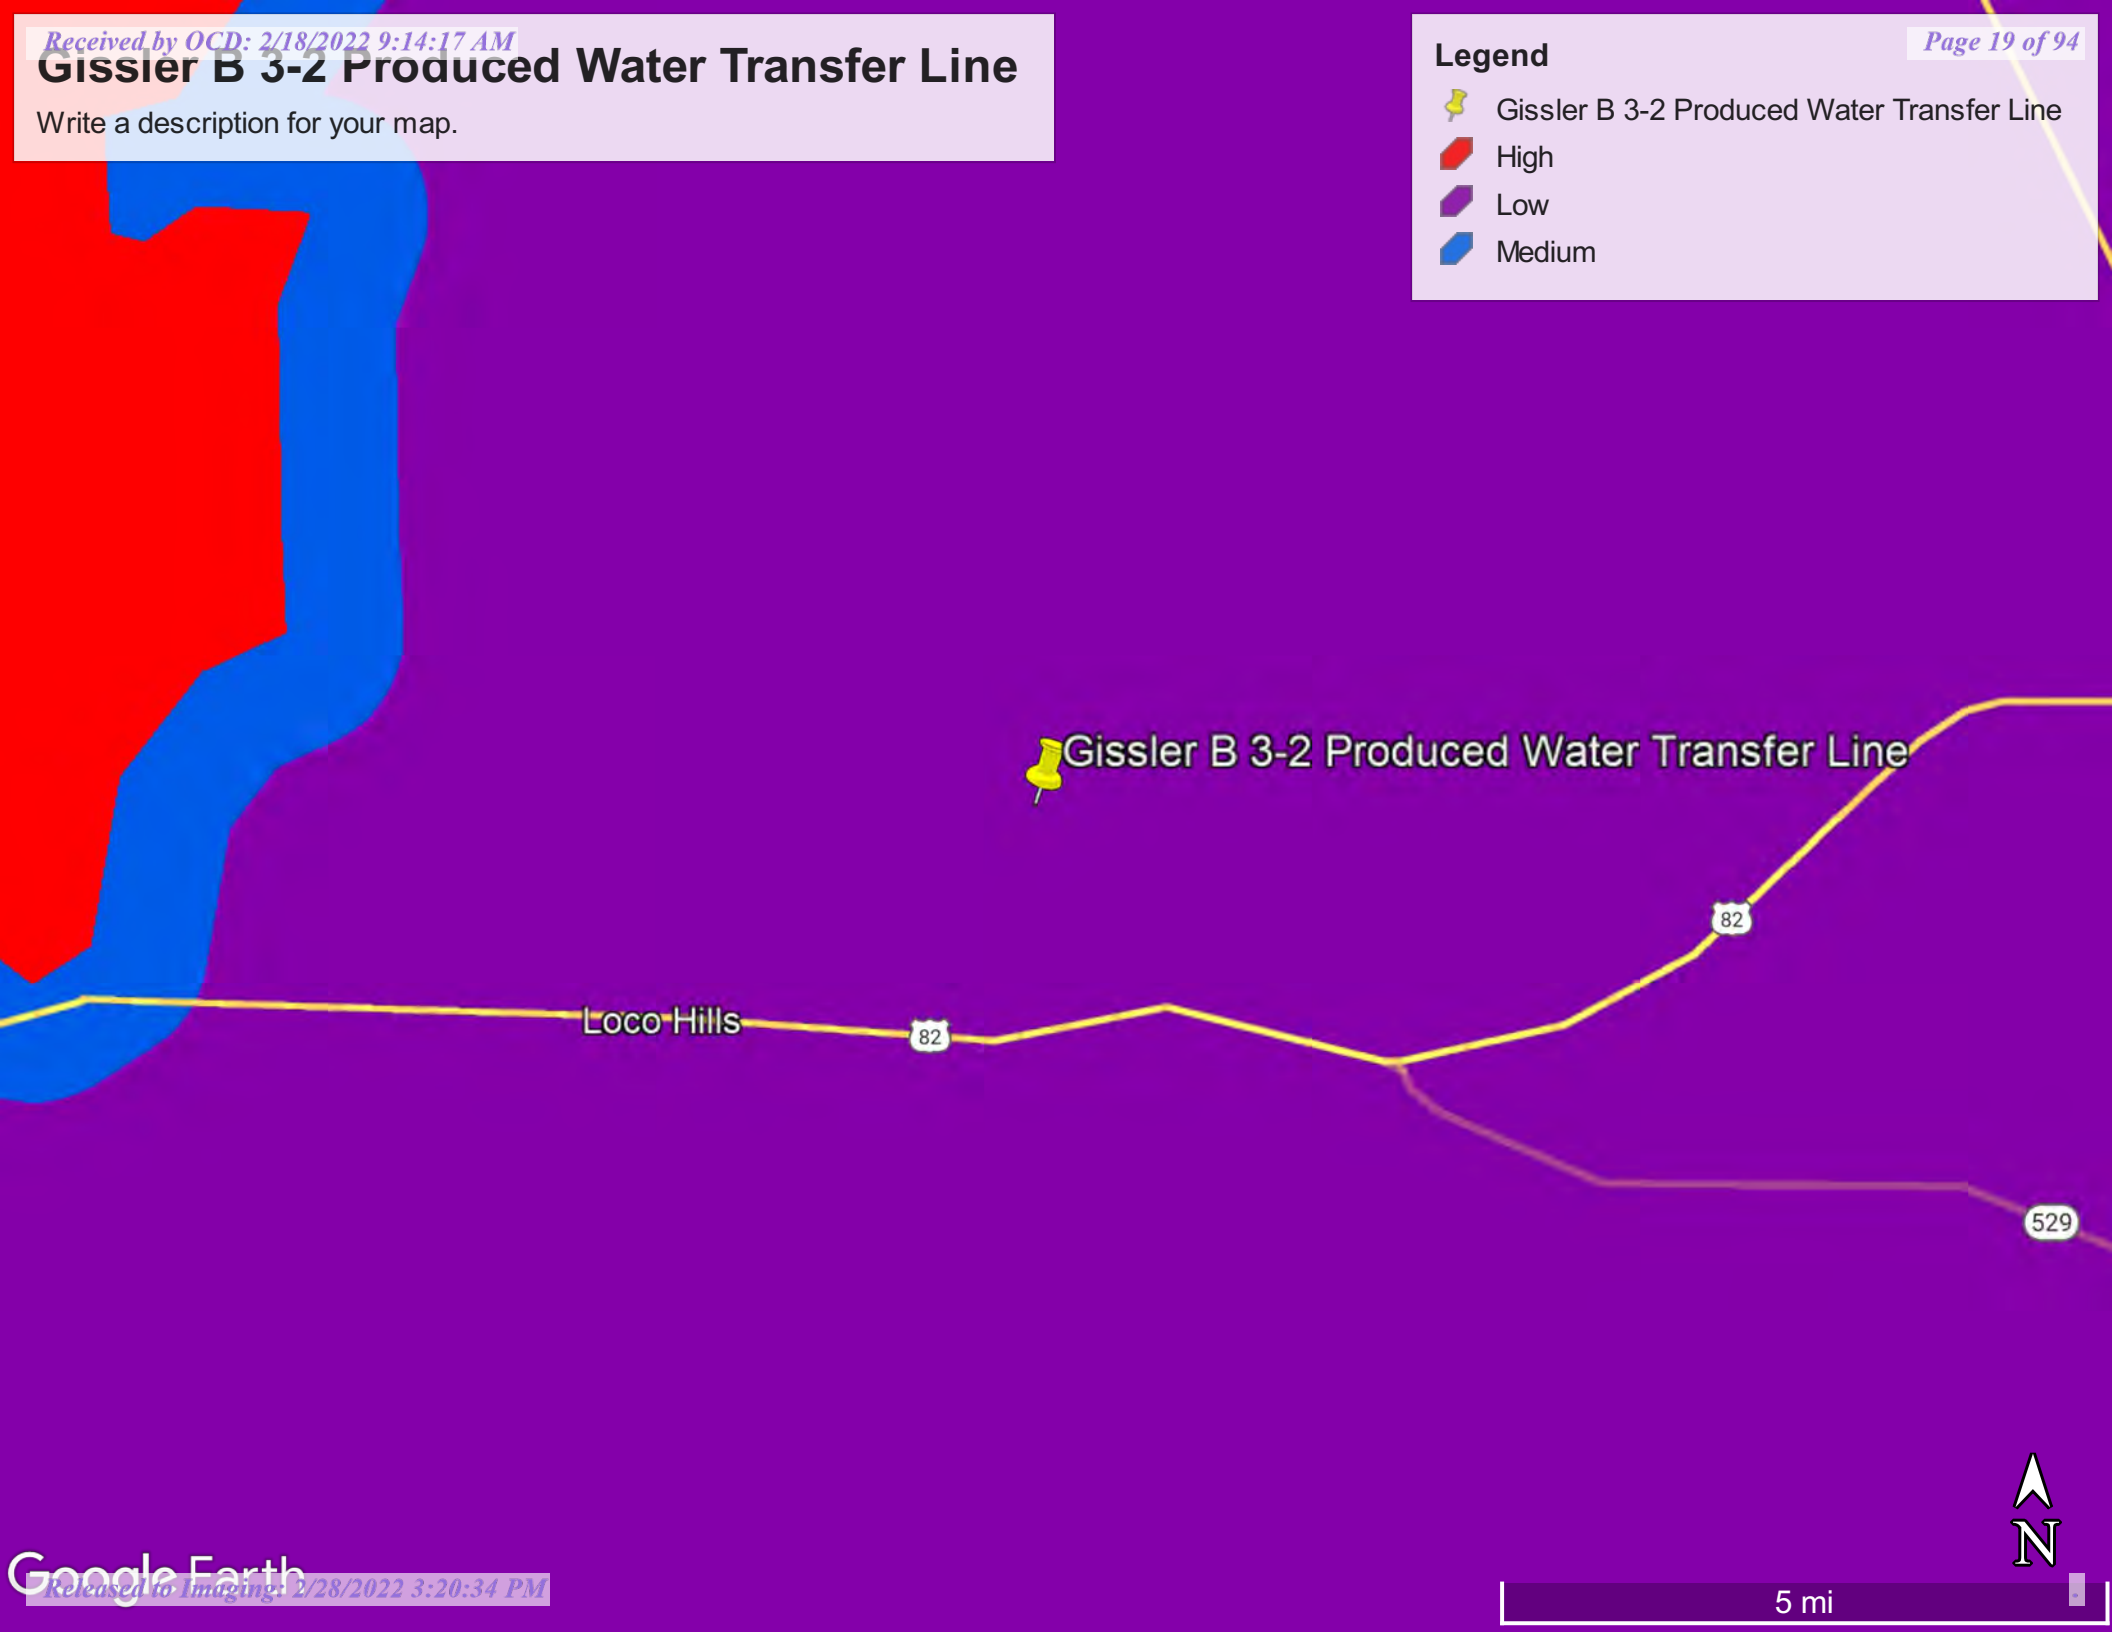 Received by OCD: 2/18/2022 9:14:17 AM
Page 19 of 94
Gissler B 3-2 Produced Water Transfer Line
Write a description for your map.
Legend
Gissler B 3-2 Produced Water Transfer Line
High
Low
Medium
Gissler B 3-2 Produced Water Transfer Line
82
Loco Hills
82
529
N
Google Earth
Released to Imaging: 2/28/2022 3:20:34 PM
5 mi